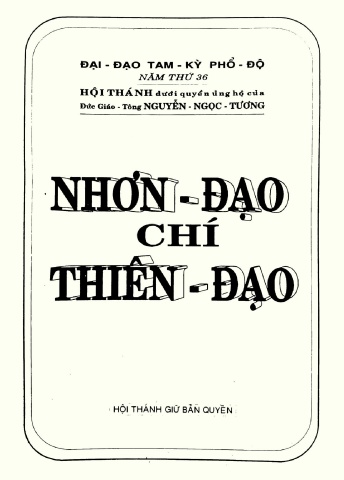 ĐẠI - ĐẠO TAM - KỲ PHỔ - ĐỘ
NĂM THỨ 36
HỘI THÁNH dưới quyền ủng hộ của
Đức Giáo - Tông NGUYỄN - NGỌC - TƯƠNG
NHƠN - ĐẠO
CHÍ
THIÊN - ĐẠO
HỘI THÁNH GIỮ BẢN QUYỀN